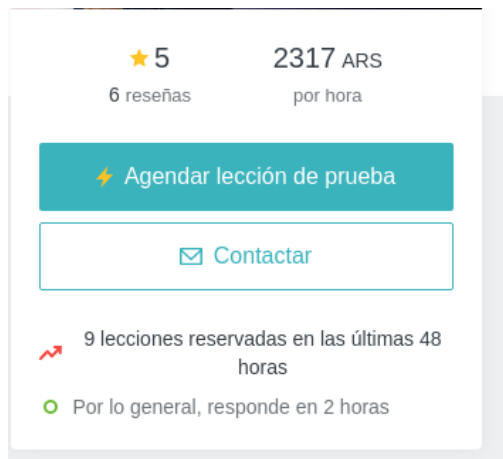 5
2317 ARS
6 reseñas
por hora
Agendar lección de prueba
Contactar
9 lecciones reservadas en las últimas 48
horas
Por lo general, responde en 2 horas